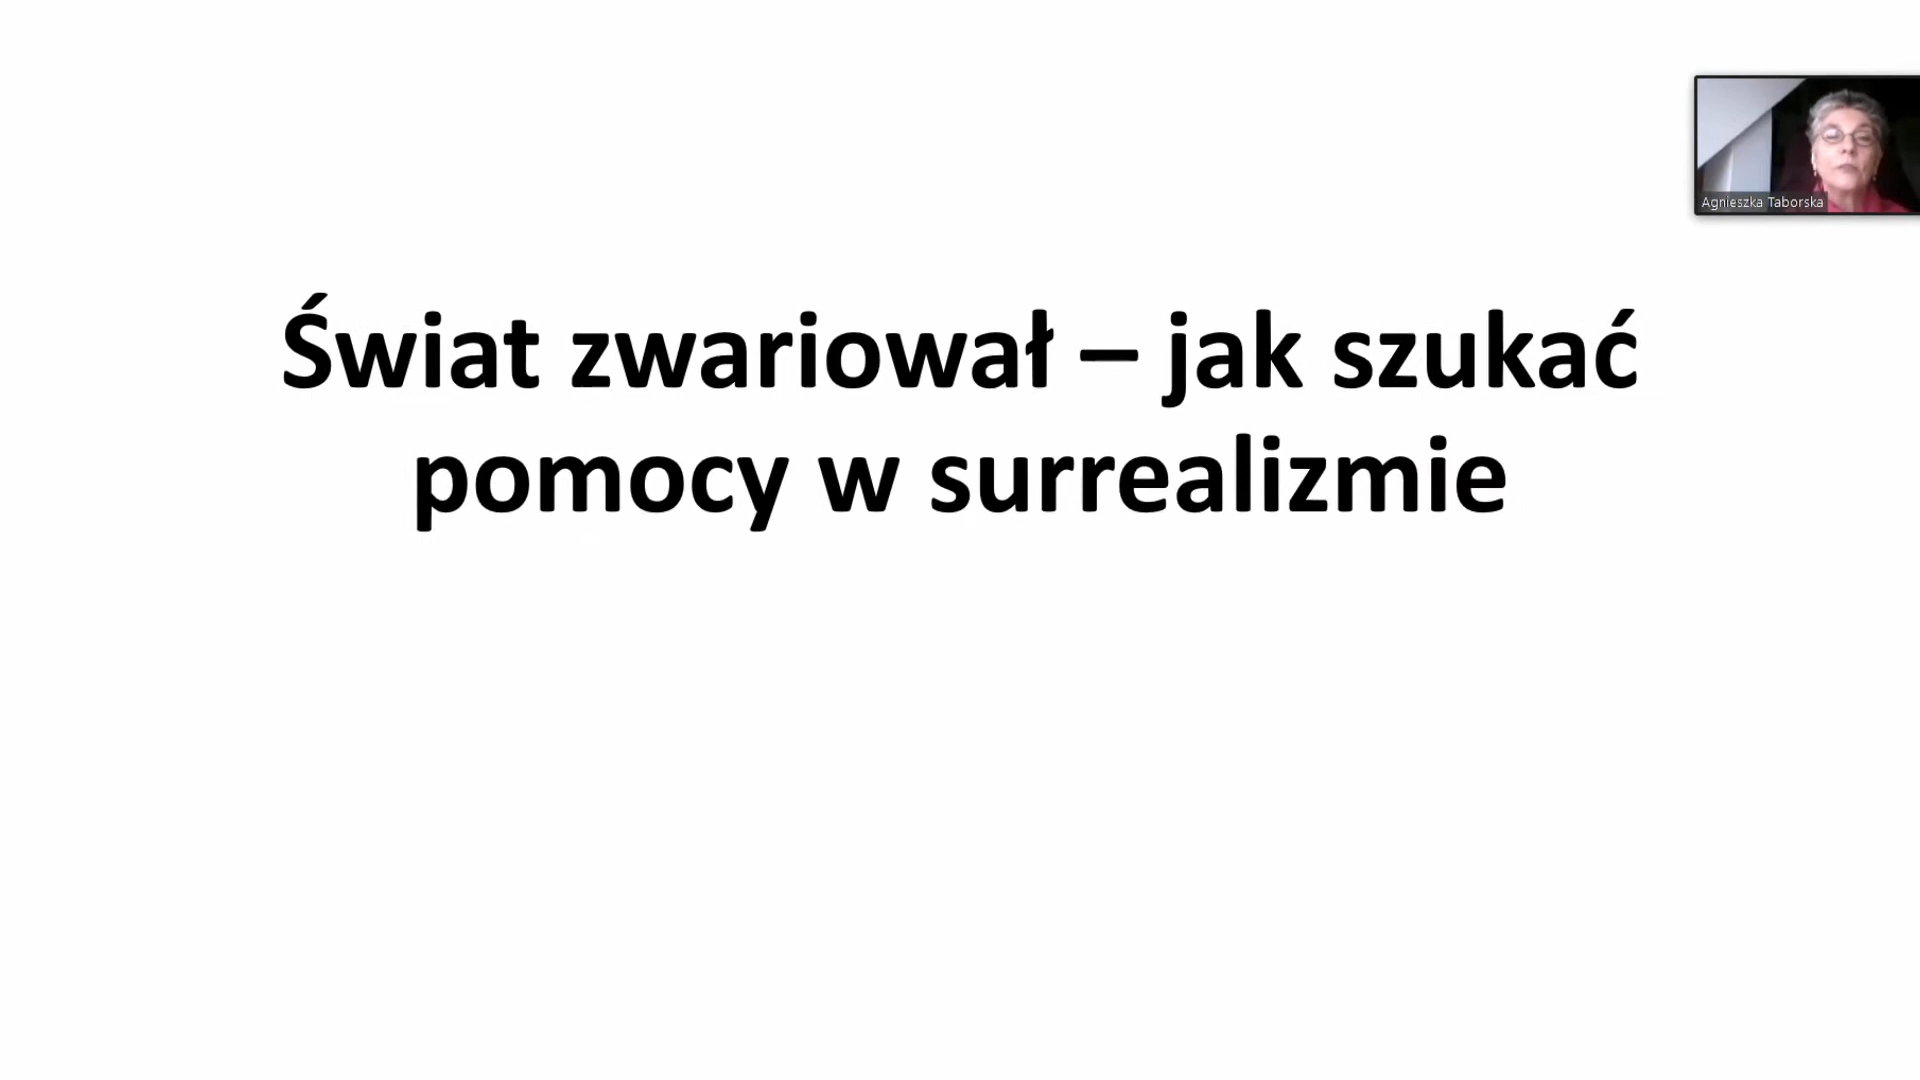 Agnieszka Taborska
Świat zwariował – jak szukać
pomocy w surrealizmie